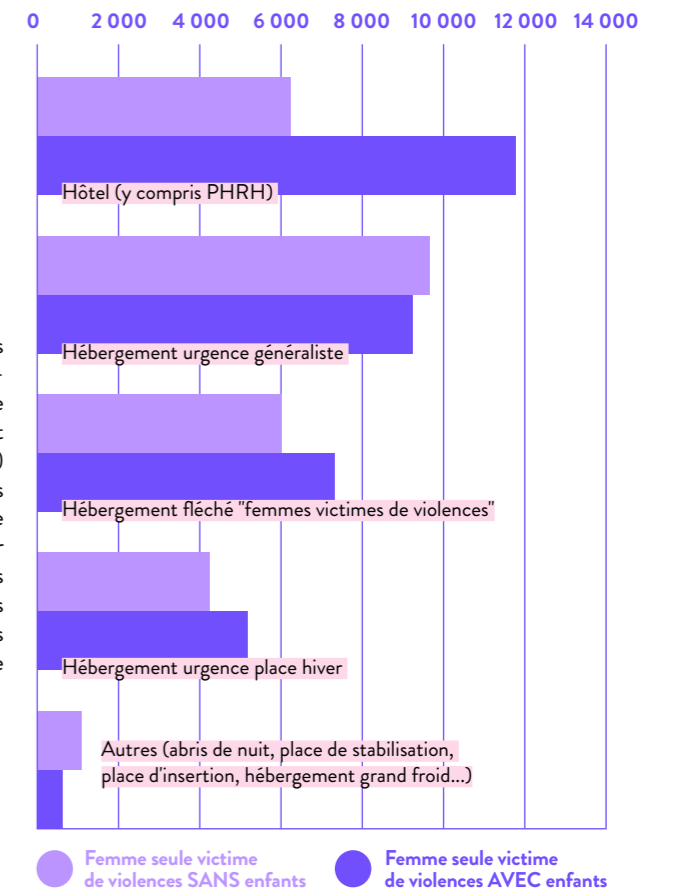 0 2 000 4 000 6 000 8 000 10 000 12 000 14 000
Hôtel (y compris PHRH)
Hébergement urgence généraliste
Hébergement fléché "femmes victimes de violences"
Hébergement urgence place hiver
Autres (abris de nuit, place de stabilisation,
place d'insertion, hébergement grand froid...)
Femme seule victime
de violences SANS enfants
Femme seule victime
de violences AVEC enfants